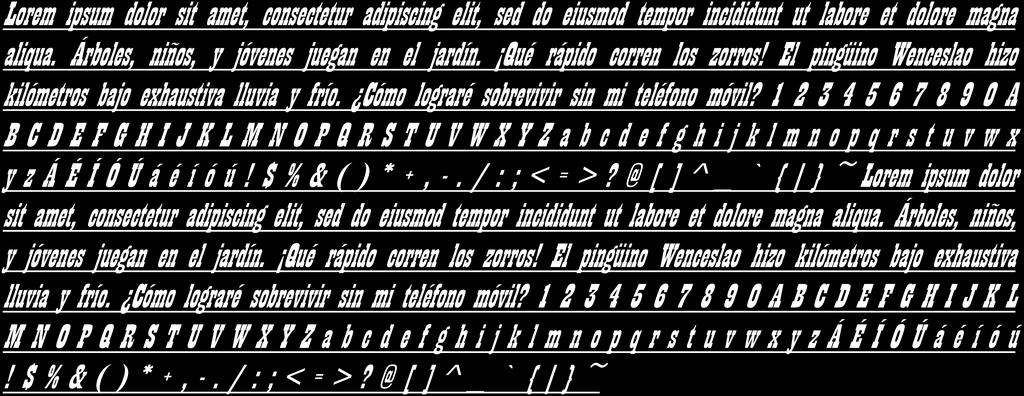 Lorem ipsum dolor sit amet, consectetur adipiscing elit, sed do eiusmod tempor incididunt ut labore et dolore magna
aliqua. Árboles, niños, y jóvenes juegan en el jardín. ¡Qué rápido corren los zorros! El pingüino Wenceslao hizo
kilómetros bajo exhaustiva lluvia y frío. ¿Cómo lograré sobrevivir sin mi teléfono móvil? 1 2 3 4 5 6 7 8 9 0 A
B C D E F G H I J K L M N O P Q R S T U V W X Y Z a b c d e f g h i j k l m n o p q r s t u v w x
y z Á É Í Ó Ú á é í ó ú ! $ % & ( ) * + , - . / : ; < = > ? @ [ ] ^ _ ` { | } ~ Lorem ipsum dolor
sit amet, consectetur adipiscing elit, sed do eiusmod tempor incididunt ut labore et dolore magna aliqua. Árboles, niños,
y jóvenes juegan en el jardín. ¡Qué rápido corren los zorros! El pingüino Wenceslao hizo kilómetros bajo exhaustiva
lluvia y frío. ¿Cómo lograré sobrevivir sin mi teléfono móvil? 1 2 3 4 5 6 7 8 9 0 A B C D E F G H I J K L
M N O P Q R S T U V W X Y Z a b c d e f g h i j k l m n o p q r s t u v w x y z Á É Í Ó Ú á é í ó ú
! $ % & ( ) * + , - . / : ; < = > ? @ [ ] ^ _ ` { | } ~